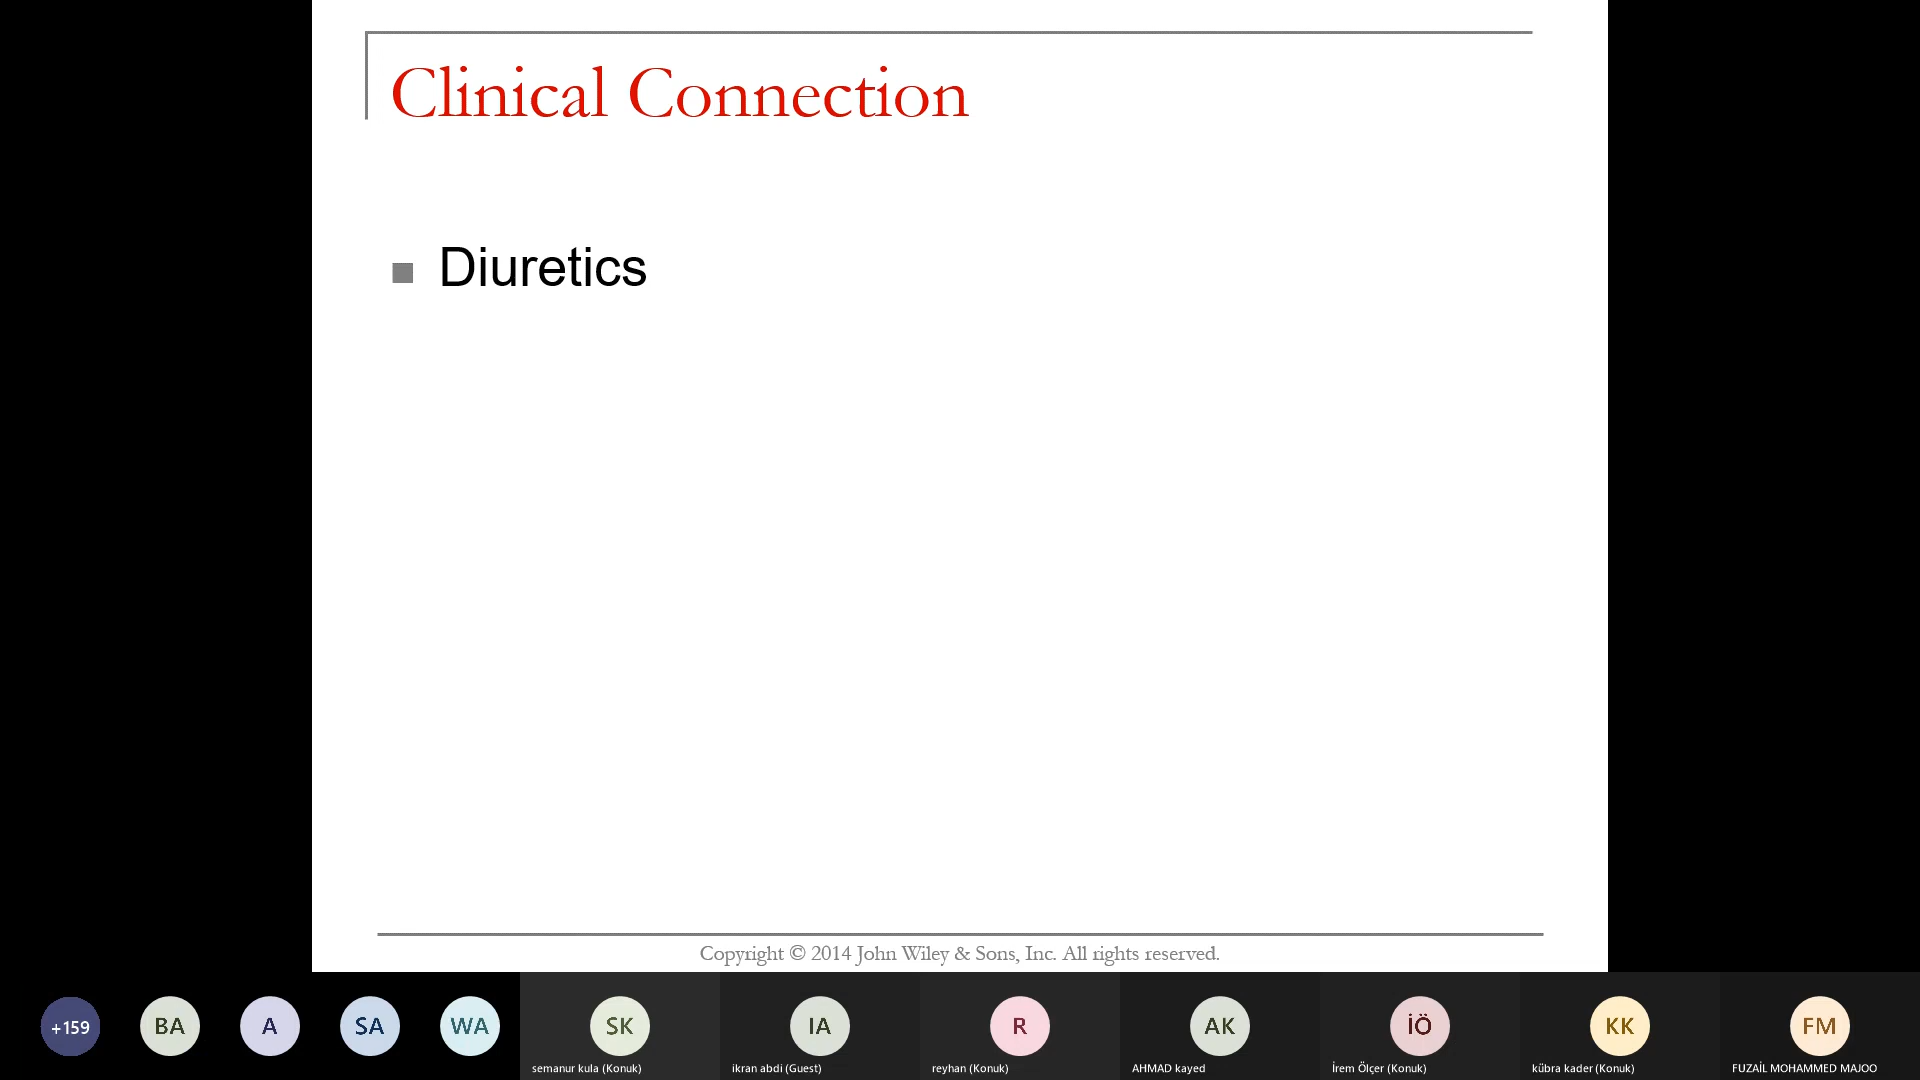 Clinical Connection
Diuretics
Copyright © 2014 John Wiley & Sons, Inc. All rights reserved.
+159
BA
A
SA
WA
SK
IA
R
AK
İÖ
KK
FM
semanur kula (Konuk)
ikran abdi (Guest)
reyhan (Konuk)
AHMAD kayed
İrem Ölçer (Konuk)
kübra kader (Konuk)
FUZAİL MOHAMMED MAJOO